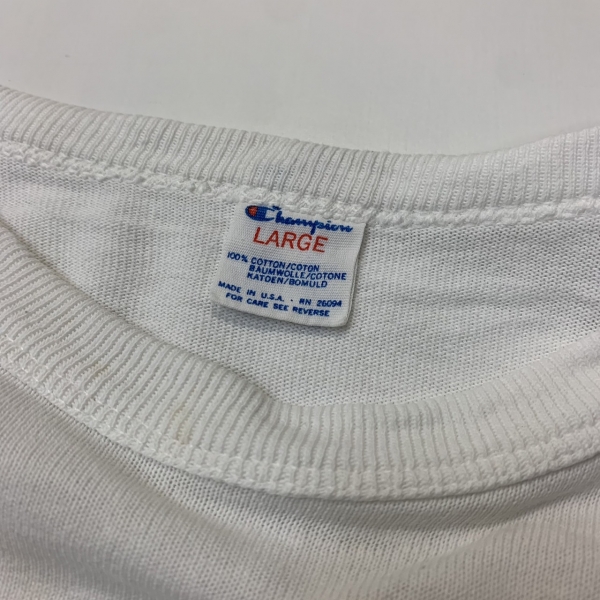 Champion
LARGE
100% COTTON/COTON
BAUMWOLLE/COTONE
KATOEN/BOMULD
MADE IN U.S.A. · RN 26094
FOR CARE SEE REVERSE